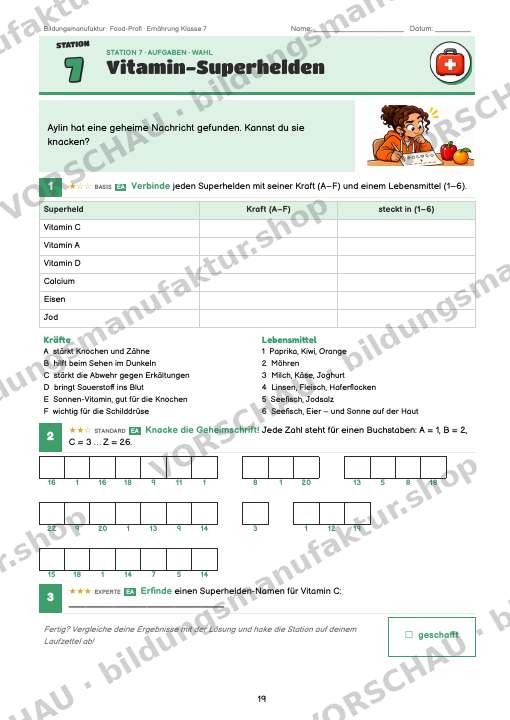 Bildungsmanufaktur · Food-Profi · Ernährung Klasse 7 Name: Datum:
STATION
7
STATION 7 · AUFGABEN · WAHL
Vitamin-Superhelden
Aylin hat eine geheime Nachricht gefunden. Kannst du sie
knacken?
1 ★☆☆ BASIS EA Verbinde jeden Superhelden mit seiner Kraft (A–F) und einem Lebensmittel (1–6).
Superheld Kraft (A–F) steckt in (1–6)
Vitamin C
Vitamin A
Vitamin D
Calcium
Eisen
Jod
Kräfte Lebensmittel
A stärkt Knochen und Zähne 1 Paprika, Kiwi, Orange
B hilft beim Sehen im Dunkeln 2 Möhren
C stärkt die Abwehr gegen Erkältungen 3 Milch, Käse, Joghurt
D bringt Sauerstoff ins Blut 4 Linsen, Fleisch, Haferflocken
E Sonnen-Vitamin, gut für die Knochen 5 Seefisch, Jodsalz
F wichtig für die Schilddrüse 6 Seefisch, Eier – und Sonne auf der Haut
2 ★★☆ STANDARD EA Knacke die Geheimschrift! Jede Zahl steht für einen Buchstaben: A = 1, B = 2,
C = 3 … Z = 26.
16 1 16 18 9 11 1 8 1 20 13 5 8 18
22 9 20 1 13 9 14 3 1 12 19
15 18 1 14 7 5 14
3 ★★★ EXPERTE EA Erfinde einen Superhelden-Namen für Vitamin C:
Fertig? Vergleiche deine Ergebnisse mit der Lösung und hake die Station auf deinem
Laufzettel ab!
☐ geschafft
19
VORSCHAU · bildungsmanufaktur.shop